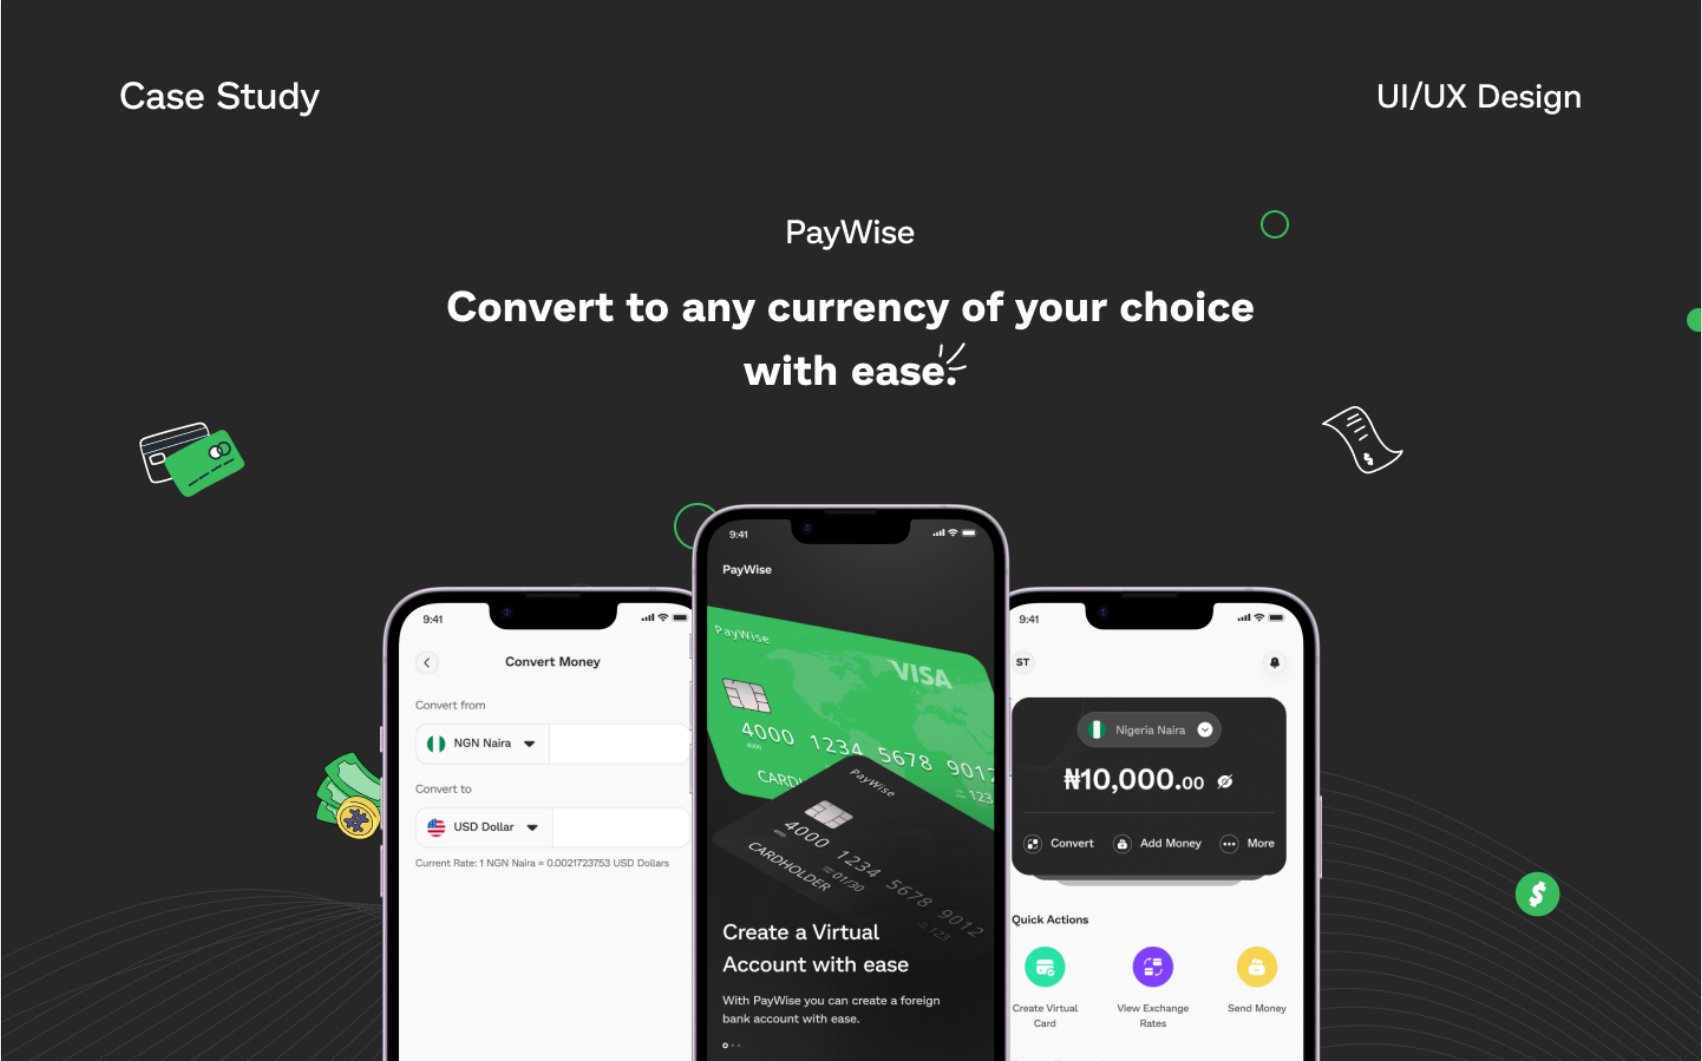 Case Study
UI/UX Design
PayWise
Convert to any currency of your choice
with ease.
9:41
Convert Money
Convert from
NGN Naira
Convert to
USD Dollar
Current Rate: 1 NGN Naira = 0.0021723753 USD Dollars
9:41
PayWise
PayWise
VISA
4000 1234 5678 9012
4000
CARDH
123
PayWise
4000 1234 5678 9012
4000
01/30
123
CARDHOLDER
Create a Virtual
Account with ease
With PayWise you can create a foreign
bank account with ease.
9:41
ST
Nigeria Naira
₦10,000.00
Convert
Add Money
More
Quick Actions
Create Virtual
Card
View Exchange
Rates
Send Money